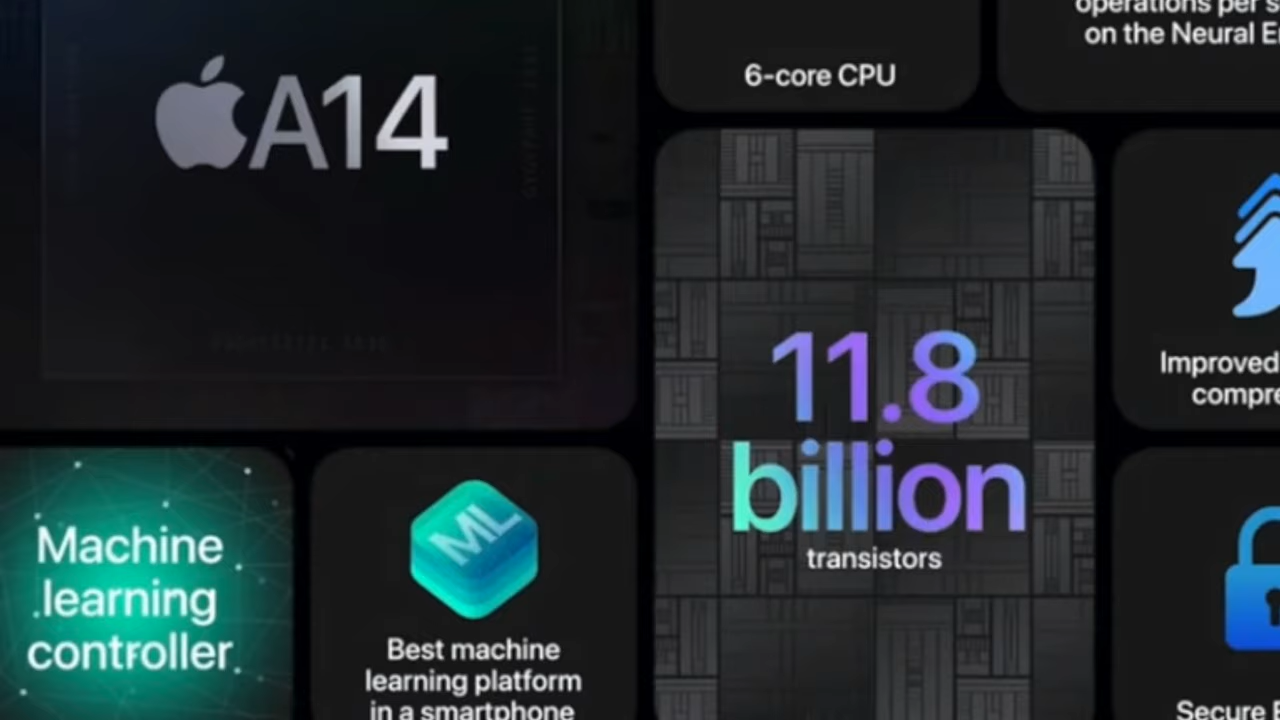 A14
operations per
on the Neural
6-core CPU
11.8
billion
transistors
Improved
Machine
learning
controller
ML
Best machine
learning platform
in a smartphone
Secure